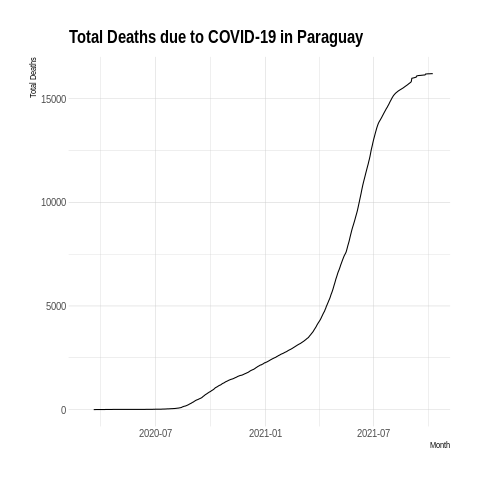 Total Deaths due to COVID-19 in Paraguay
Total Deaths
15000
10000
5000
0
2020-07
2021-01
2021-07
Month